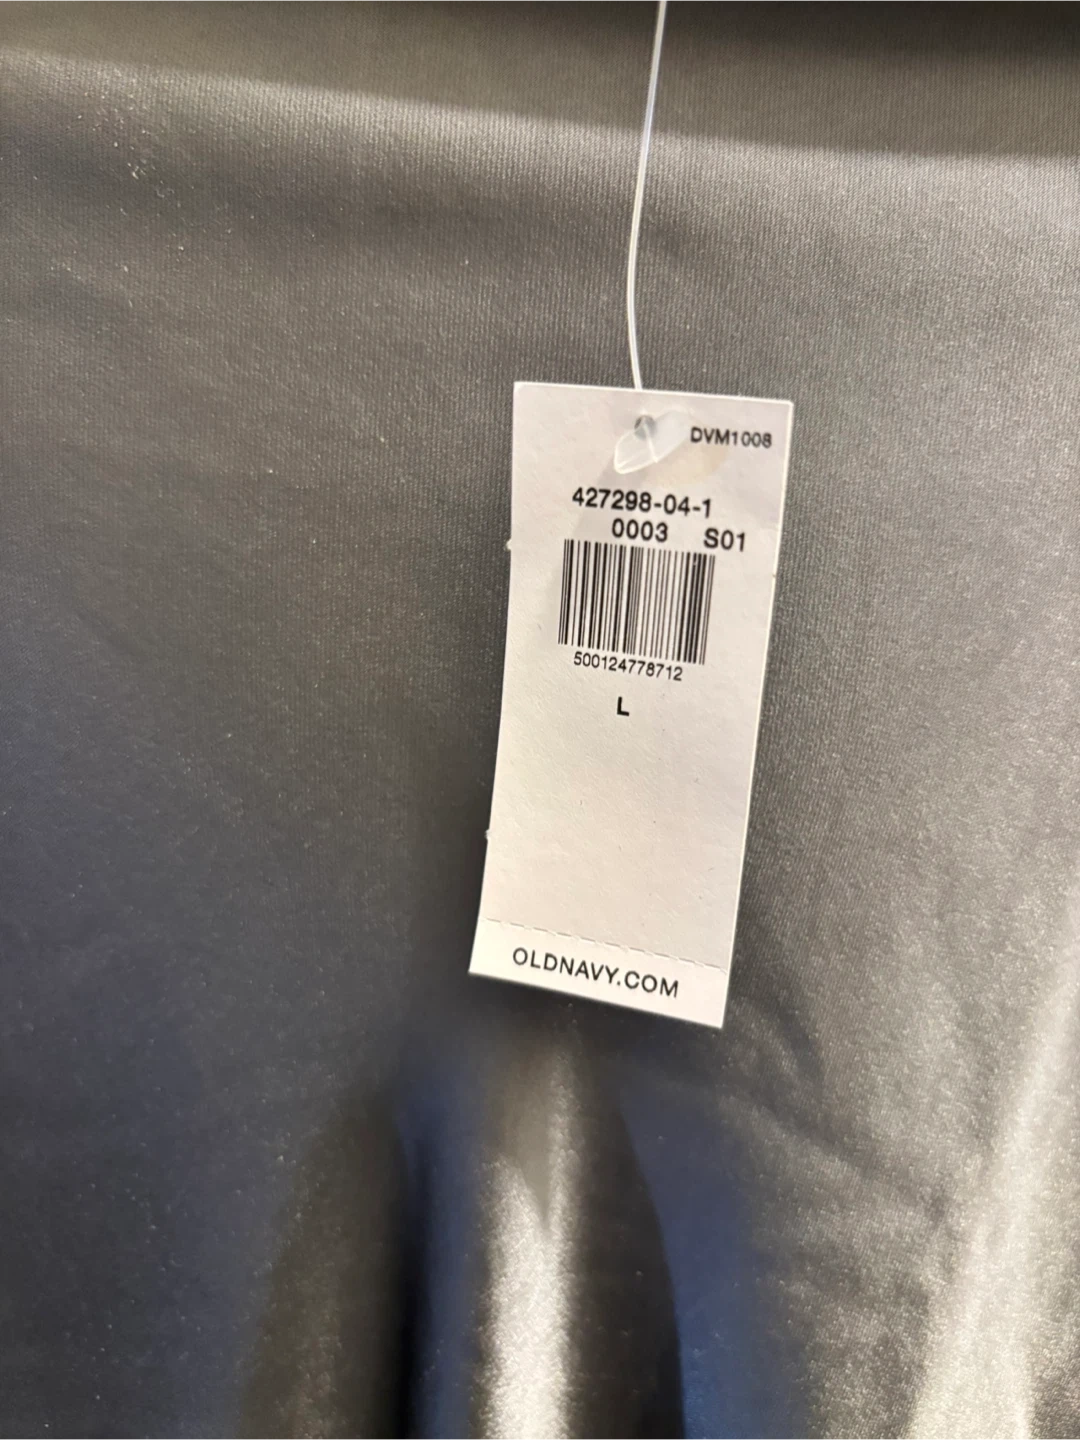 DVM1008
427298-04-1
0003 S01
500124778712
L
OLDNAVY.COM